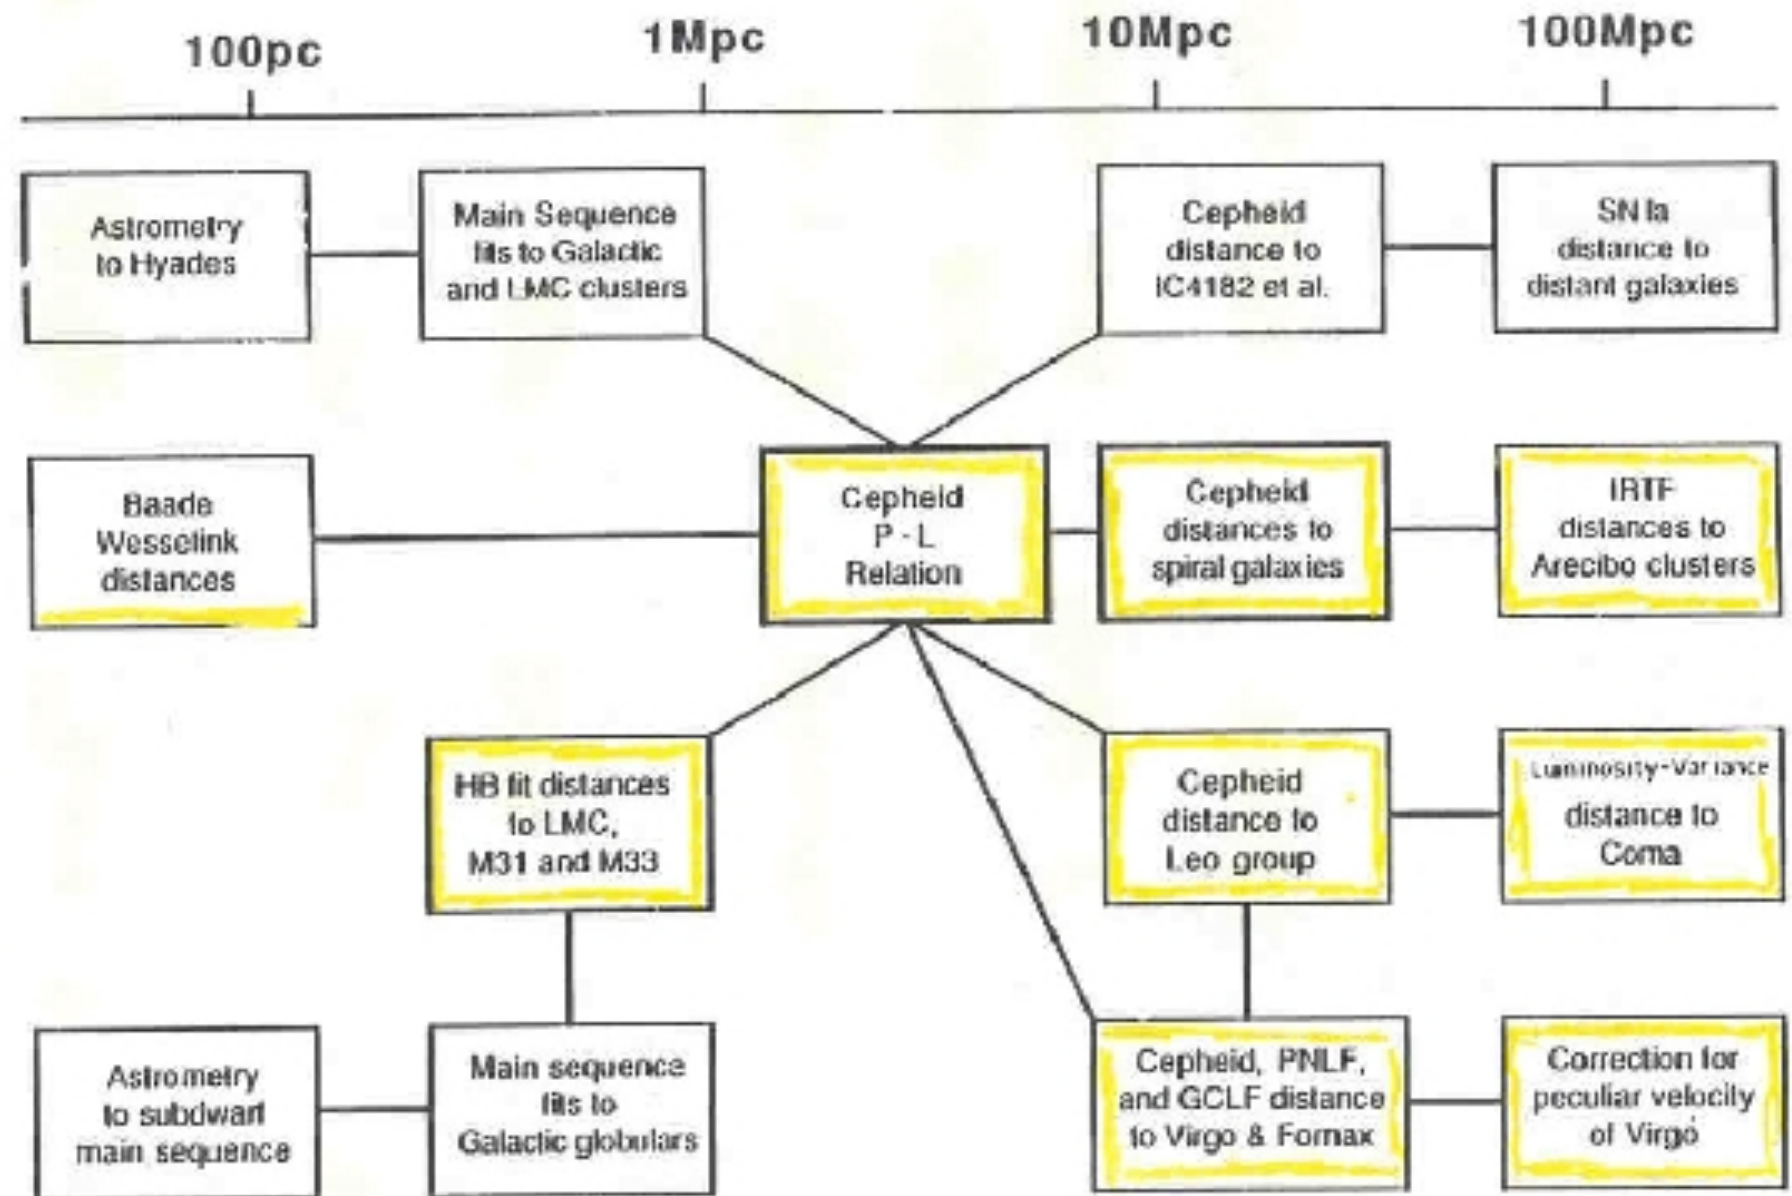 100pc
1Mpc
10Mpc
100Mpc
Astrometry
to Hyades
Main Sequence
fits to Galactic
and LMC clusters
Cepheid
distance to
IC4182 et al.
SN Ia
distance to
distant galaxies
Baade
Wesselink
distances
Cepheid
P - L
Relation
Cepheid
distances to
spiral galaxies
IRTF
distances to
Arecibo clusters
HB fit distances
to LMC,
M31 and M33
Cepheid
distance to
Leo group
Luminosity-Variance
distance to
Coma
Astrometry
to subdwarf
main sequence
Main sequence
fits to
Galactic globulars
Cepheid, PNLF,
and GCLF distance
to Virgo & Fornax
Correction for
peculiar velocity
of Virgo